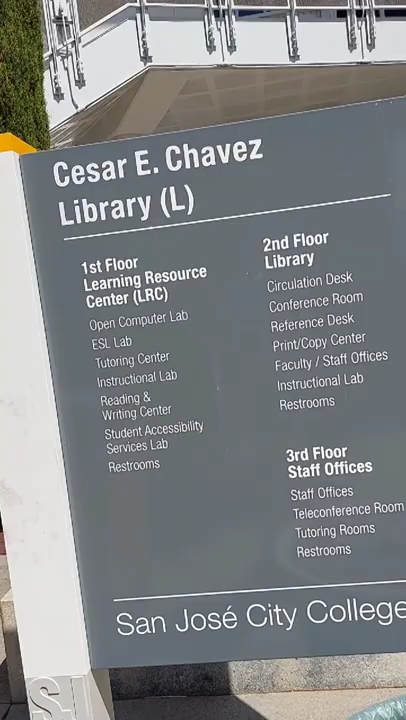 Cesar E. Chavez
Library (L)
1st Floor
Learning Resource
Center (LRC)
Open Computer Lab
ESL Lab
Tutoring Center
Instructional Lab
Reading &
Writing Center
Student Accessibility
Services Lab
Restrooms
2nd Floor
Library
Circulation Desk
Conference Room
Reference Desk
Print/Copy Center
Faculty / Staff Offices
Instructional Lab
Restrooms
3rd Floor
Staff Offices
Staff Offices
Teleconference Room
Tutoring Rooms
Restrooms
San José City College